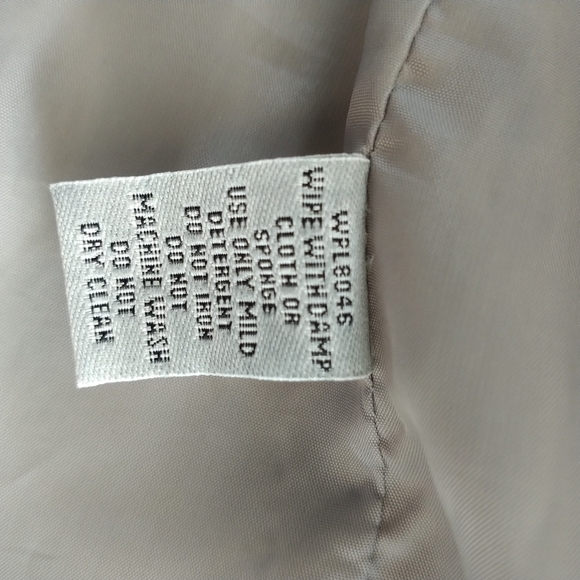 WPL8046
WIPE WITH DAMP
CLOTH OR
SPONGE
USE ONLY MILD
DETERGENT
DO NOT IRON
DO NOT
MACHINE WASH
DO NOT
DRY CLEAN